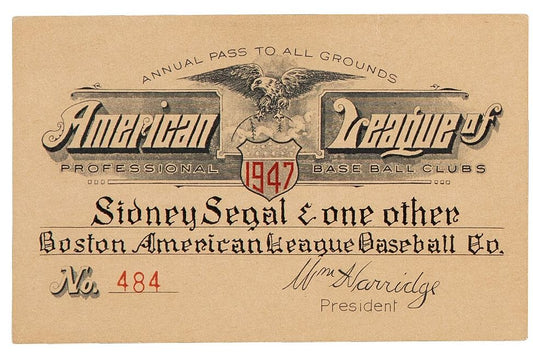 ANNUAL PASS TO ALL GROUNDS
American League of
PROFESSIONAL BASE BALL CLUBS
1947
Sidney Segal & one other
Boston American League Baseball Co.
No. 484
Wm Harridge
President